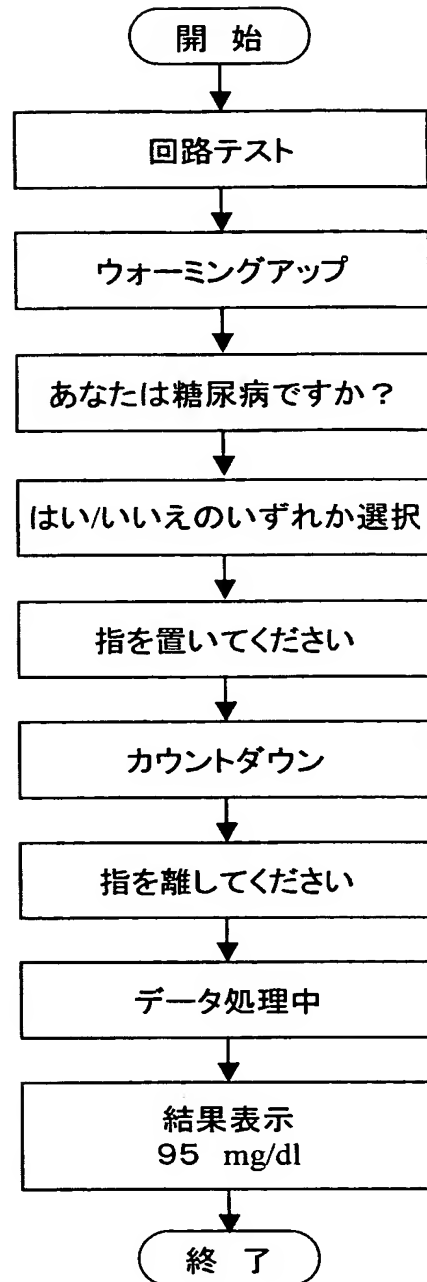 開 始
回路テスト
ウォーミングアップ
あなたは糖尿病ですか？
はい/いいえのいずれか選択
指を置いてください
カウントダウン
指を離してください
データ処理中
結果表示
９５ mg/dl
終 了